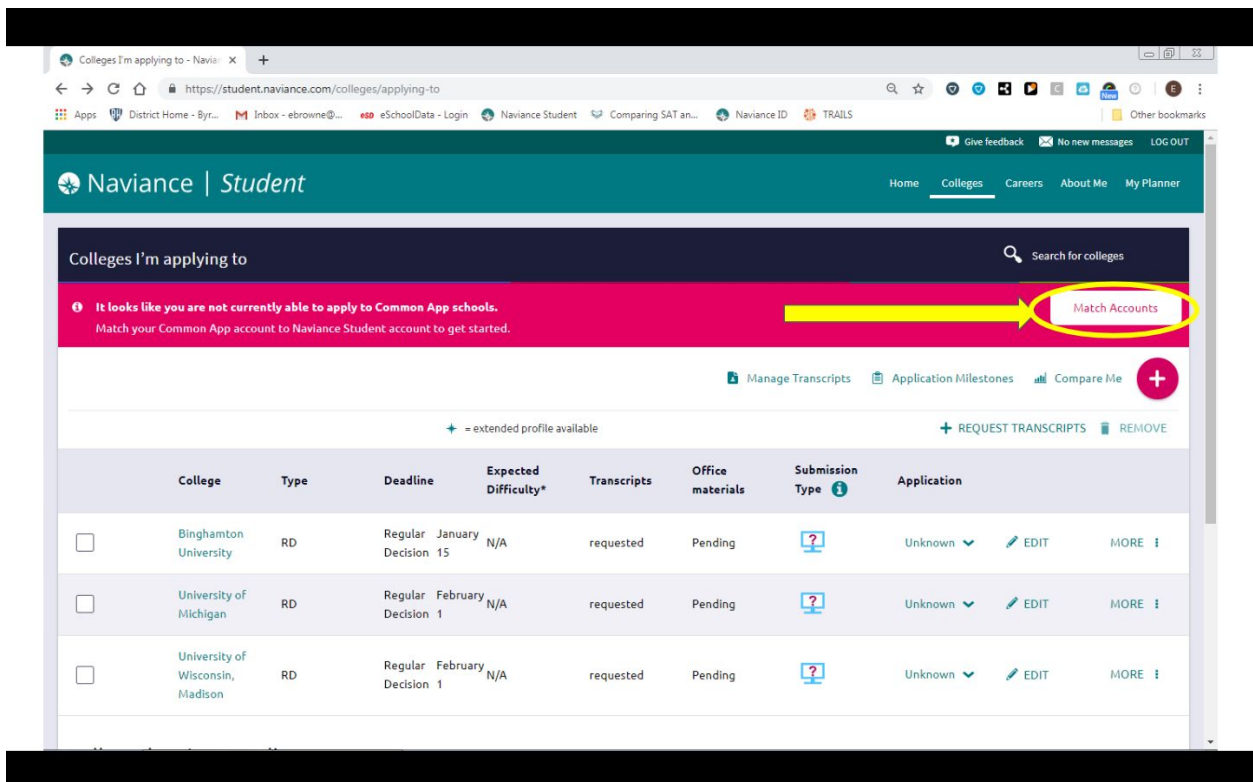 Colleges I'm applying to - Navian
https://student.naviance.com/colleges/applying-to
New
E
Apps District Home - Byr... Inbox - ebrowne@... esp eSchoolData - Login Naviance Student Comparing SAT an... Naviance ID TRAILS Other bookmarks
Give feedback No new messages LOG OUT
Naviance | Student
Home Colleges Careers About Me My Planner
Colleges I'm applying to
Search for colleges
It looks like you are not currently able to apply to Common App schools.
Match your Common App account to Naviance Student account to get started.
Match Accounts
Manage Transcripts Application Milestones Compare Me +
= extended profile available
+ REQUEST TRANSCRIPTS REMOVE
College Type Deadline Expected Difficulty* Transcripts Office materials Submission Type Application
Binghamton University RD Regular Decision January 15 N/A requested Pending ? Unknown EDIT MORE
University of Michigan RD Regular Decision February 1 N/A requested Pending ? Unknown EDIT MORE
University of Wisconsin, Madison RD Regular Decision February 1 N/A requested Pending ? Unknown EDIT MORE